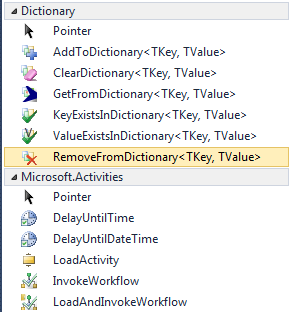 Dictionary
Pointer
AddToDictionary<TKey, TValue>
ClearDictionary<TKey, TValue>
GetFromDictionary<TKey, TValue>
KeyExistsInDictionary<TKey, TValue>
ValueExistsInDictionary<TKey, TValue>
RemoveFromDictionary<TKey, TValue>
Microsoft.Activities
Pointer
DelayUntilTime
DelayUntilDateTime
LoadActivity
InvokeWorkflow
LoadAndInvokeWorkflow